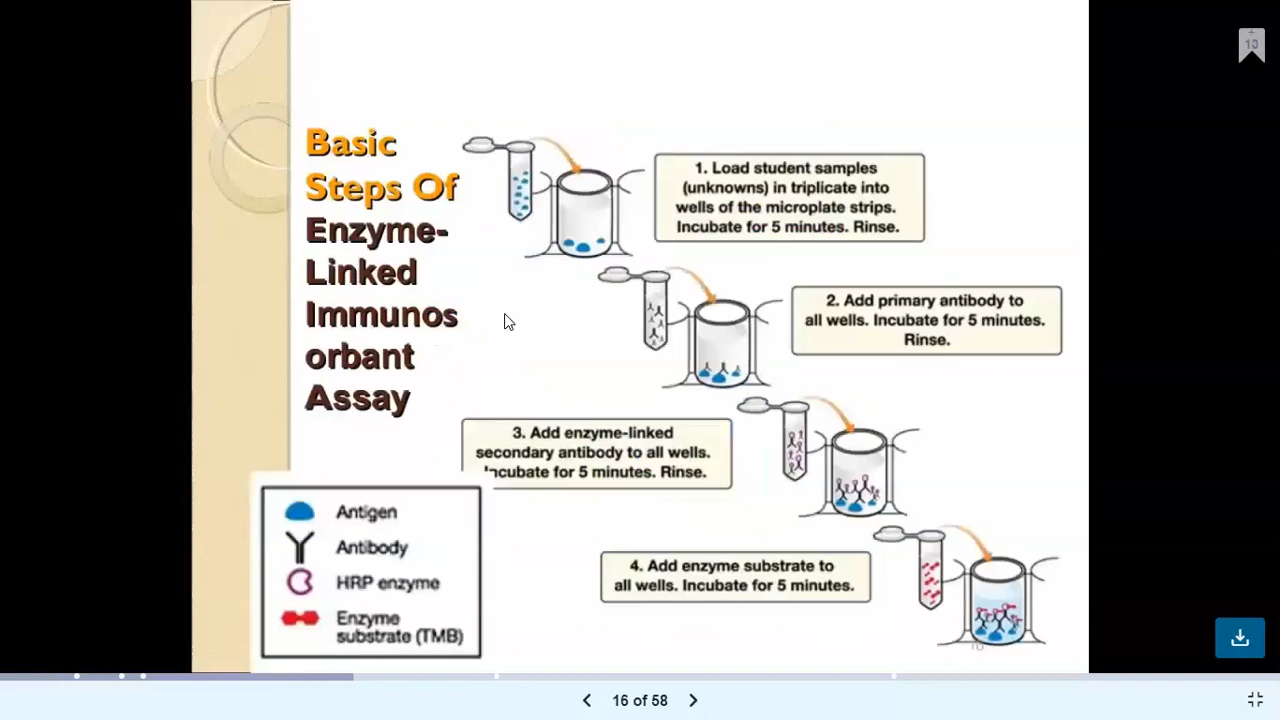 Basic
Steps Of
Enzyme-
Linked
Immunos
orbant
Assay
1. Load student samples
(unknowns) in triplicate into
wells of the microplate strips.
Incubate for 5 minutes. Rinse.
2. Add primary antibody to
all wells. Incubate for 5 minutes.
Rinse.
3. Add enzyme-linked
secondary antibody to all wells.
Incubate for 5 minutes. Rinse.
4. Add enzyme substrate to
all wells. Incubate for 5 minutes.
Antigen
Antibody
HRP enzyme
Enzyme
substrate (TMB)
16 of 58